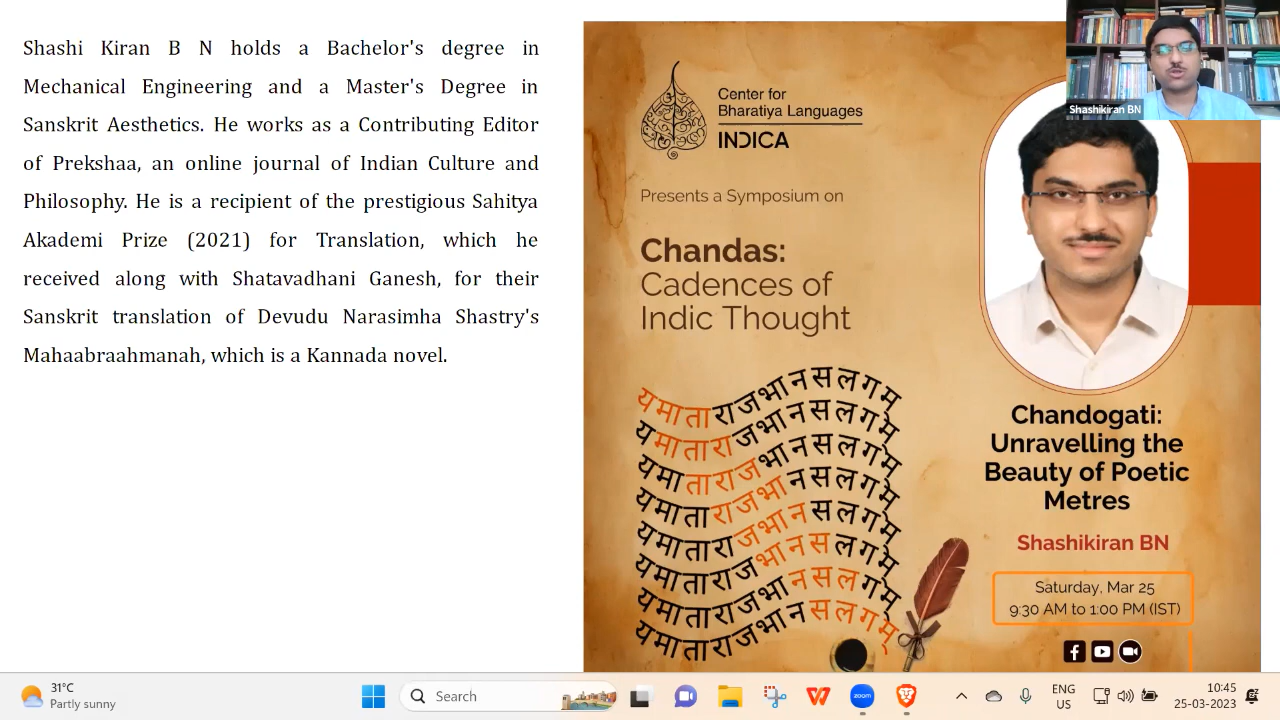 Shashi Kiran B N holds a Bachelor's degree in
Mechanical Engineering and a Master's Degree in
Sanskrit Aesthetics. He works as a Contributing Editor
of Prekshaa, an online journal of Indian Culture and
Philosophy. He is a recipient of the prestigious Sahitya
Akademi Prize (2021) for Translation, which he
received along with Shatavadhani Ganesh, for their
Sanskrit translation of Devudu Narasimha Shastry's
Mahaabraahmanah, which is a Kannada novel.
Center for
Bharatiya Languages
INDICA
Presents a Symposium on
Chandas:
Cadences of
Indic Thought
यमाताराजभानसलगम्
यमाताराजभानसलगम्
यमाताराजभानसलगम्
यमाताराजभानसलगम्
यमाताराजभानसलगम्
यमाताराजभानसलगम्
यमाताराजभानसलगम्
यमाताराजभानसलगम्
Shashikiran BN
Chandogati:
Unravelling the
Beauty of Poetic
Metres
Shashikiran BN
Saturday, Mar 25
9:30 AM to 1:00 PM (IST)
31°C
Partly sunny
Search
zoom
ENG
US
10:45
25-03-2023